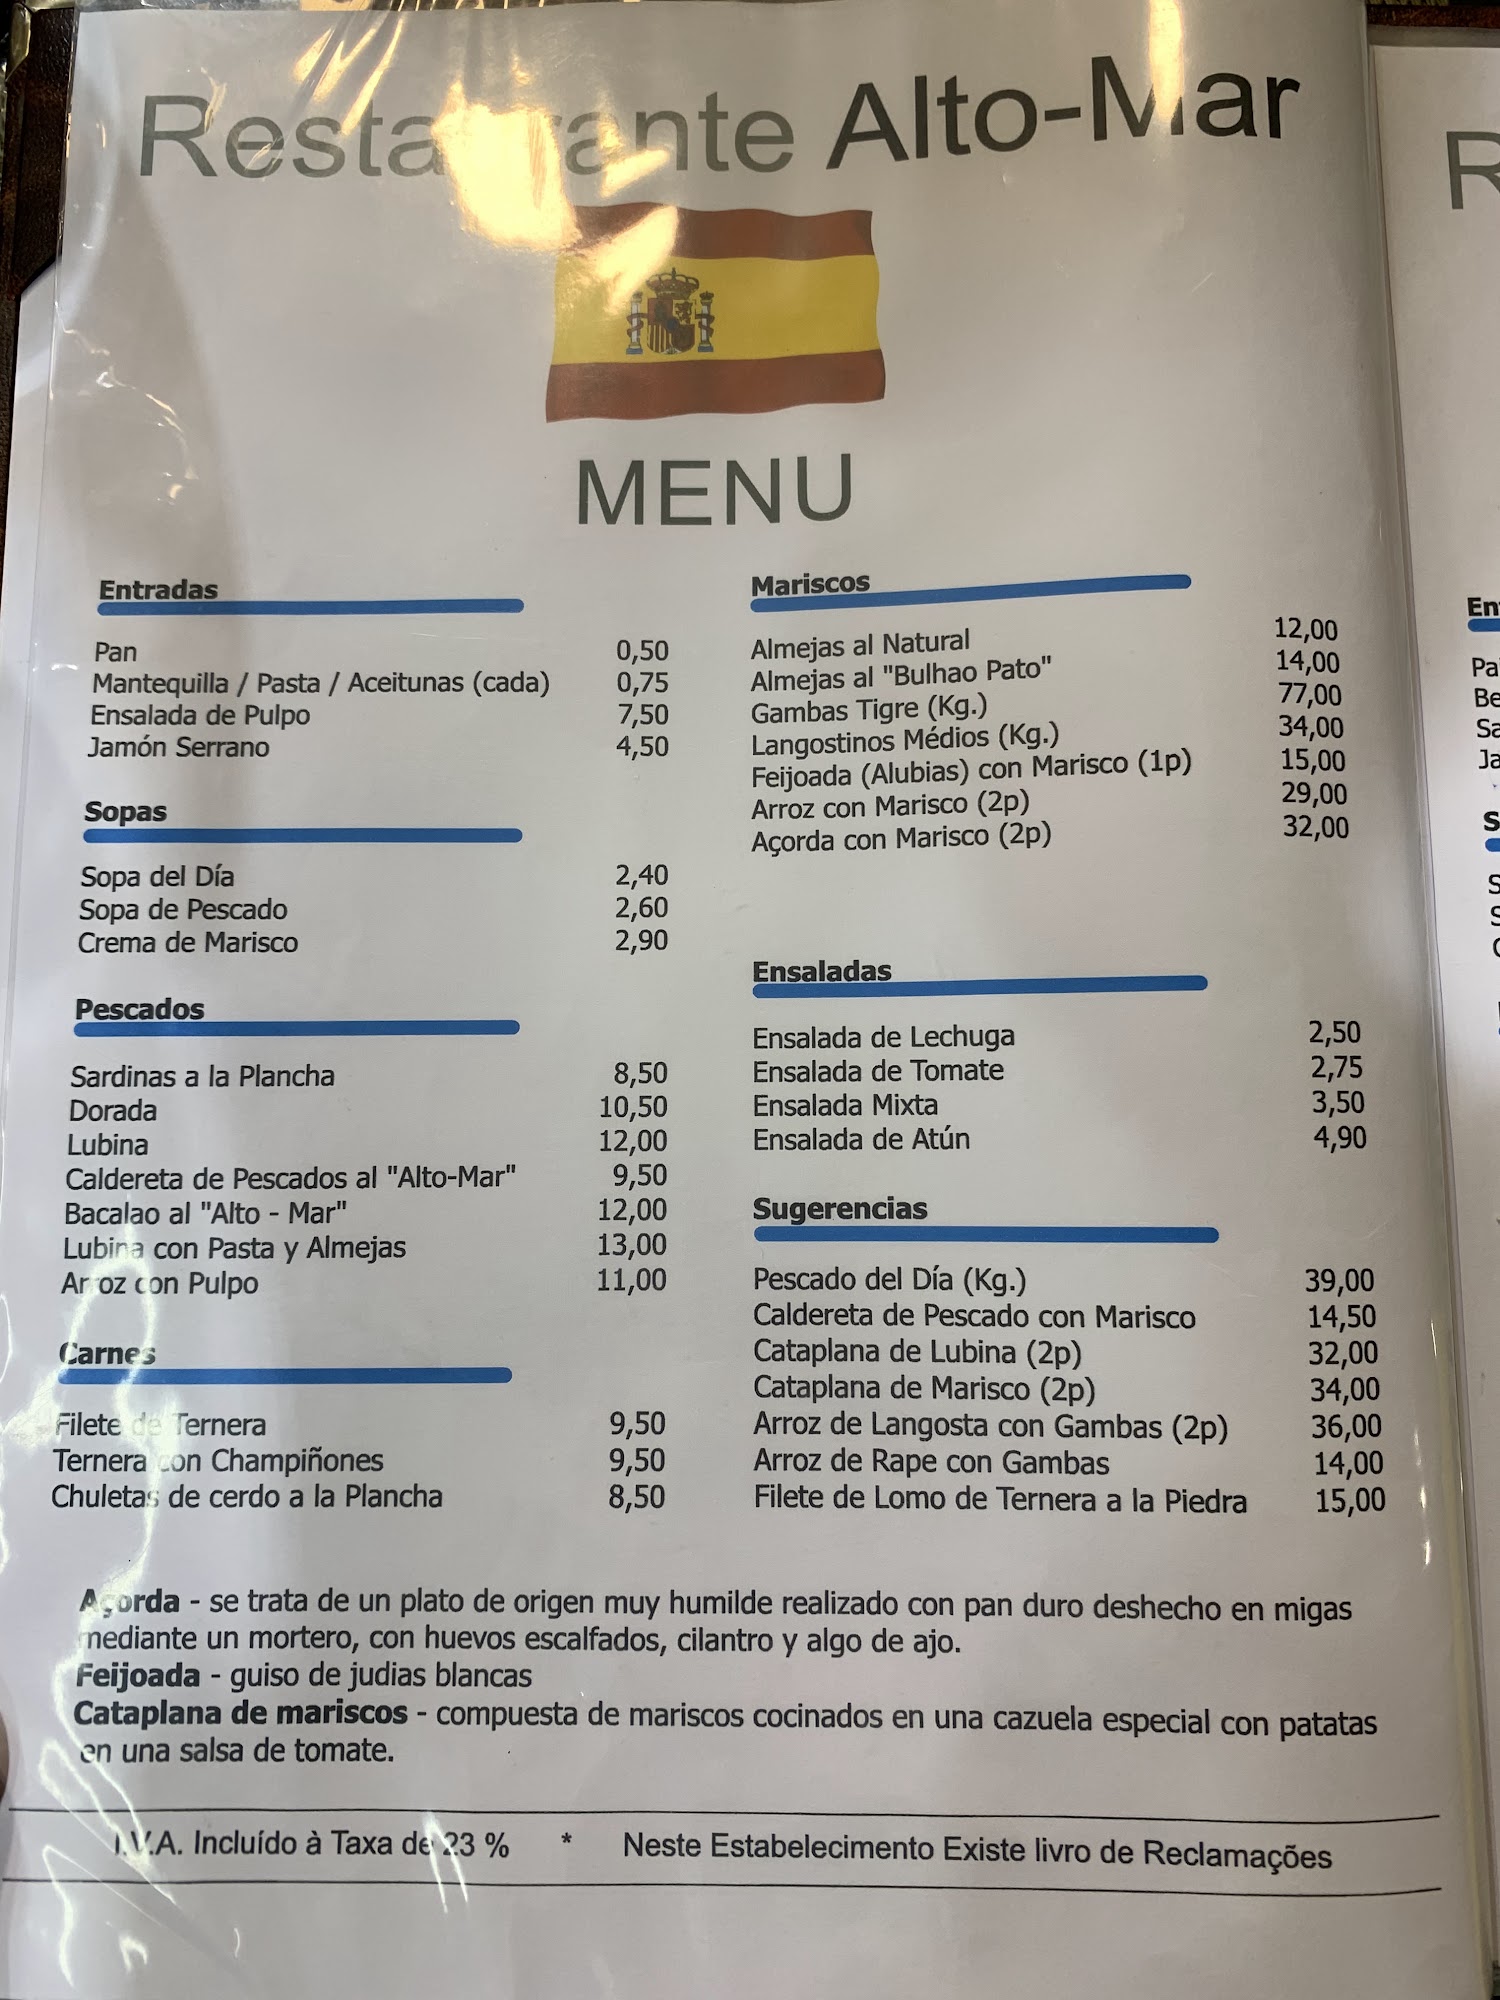 Restaurante Alto-Mar
MENU
Entradas
Pan 0,50
Mantequilla / Pasta / Aceitunas (cada) 0,75
Ensalada de Pulpo 7,50
Jamón Serrano 4,50
Sopas
Sopa del Día 2,40
Sopa de Pescado 2,60
Crema de Marisco 2,90
Pescados
Sardinas a la Plancha 8,50
Dorada 10,50
Lubina 12,00
Caldereta de Pescados al "Alto-Mar" 9,50
Bacalao al "Alto - Mar" 12,00
Lubina con Pasta y Almejas 13,00
Arroz con Pulpo 11,00
Carnes
Filete de Ternera 9,50
Ternera con Champiñones 9,50
Chuletas de cerdo a la Plancha 8,50
Mariscos
Almejas al Natural 12,00
Almejas al "Bulhao Pato" 14,00
Gambas Tigre (Kg.) 77,00
Langostinos Médios (Kg.) 34,00
Feijoada (Alubias) con Marisco (1p) 15,00
Arroz con Marisco (2p) 29,00
Açorda con Marisco (2p) 32,00
Ensaladas
Ensalada de Lechuga 2,50
Ensalada de Tomate 2,75
Ensalada Mixta 3,50
Ensalada de Atún 4,90
Sugerencias
Pescado del Día (Kg.) 39,00
Caldereta de Pescado con Marisco 14,50
Cataplana de Lubina (2p) 32,00
Cataplana de Marisco (2p) 34,00
Arroz de Langosta con Gambas (2p) 36,00
Arroz de Rape con Gambas 14,00
Filete de Lomo de Ternera a la Piedra 15,00
Açorda - se trata de un plato de origen muy humilde realizado con pan duro deshecho en migas
mediante un mortero, con huevos escalfados, cilantro y algo de ajo.
Feijoada - guiso de judias blancas
Cataplana de mariscos - compuesta de mariscos cocinados en una cazuela especial con patatas
en una salsa de tomate.
I.V.A. Incluído à Taxa de 23 % * Neste Estabelecimento Existe livro de Reclamações